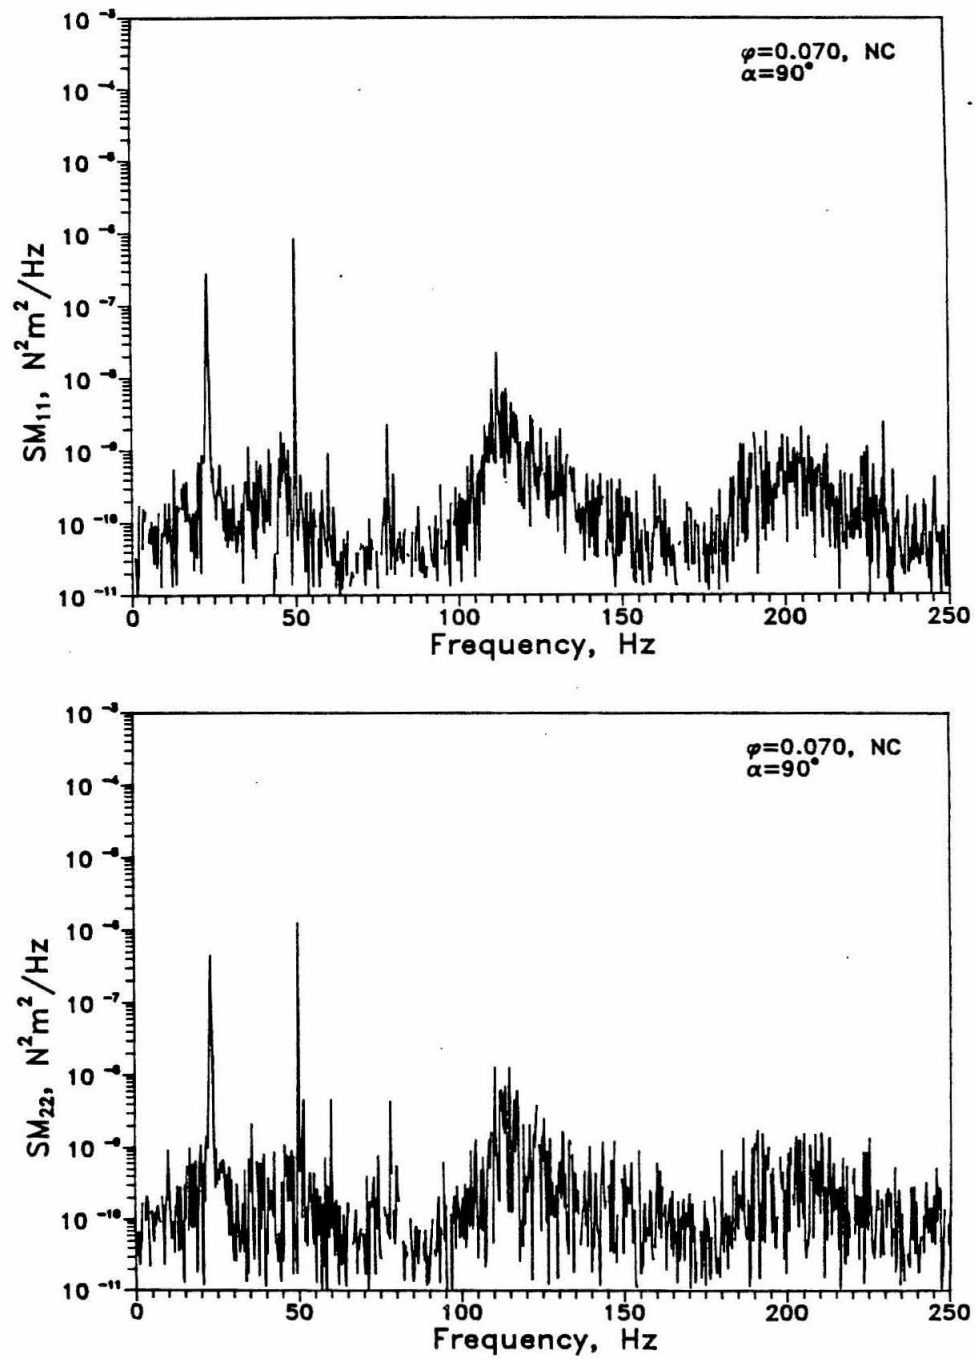 10⁻³
φ=0.070, NC
α=90°
10⁻⁴
10⁻⁵
10⁻⁶
10⁻⁷
10⁻⁸
10⁻⁹
10⁻¹⁰
10⁻¹¹
SM₁₁, N²m²/Hz
0 50 100 150 200 250
Frequency, Hz
10⁻³
φ=0.070, NC
α=90°
10⁻⁴
10⁻⁵
10⁻⁶
10⁻⁷
10⁻⁸
10⁻⁹
10⁻¹⁰
10⁻¹¹
SM₂₂, N²m²/Hz
0 50 100 150 200 250
Frequency, Hz